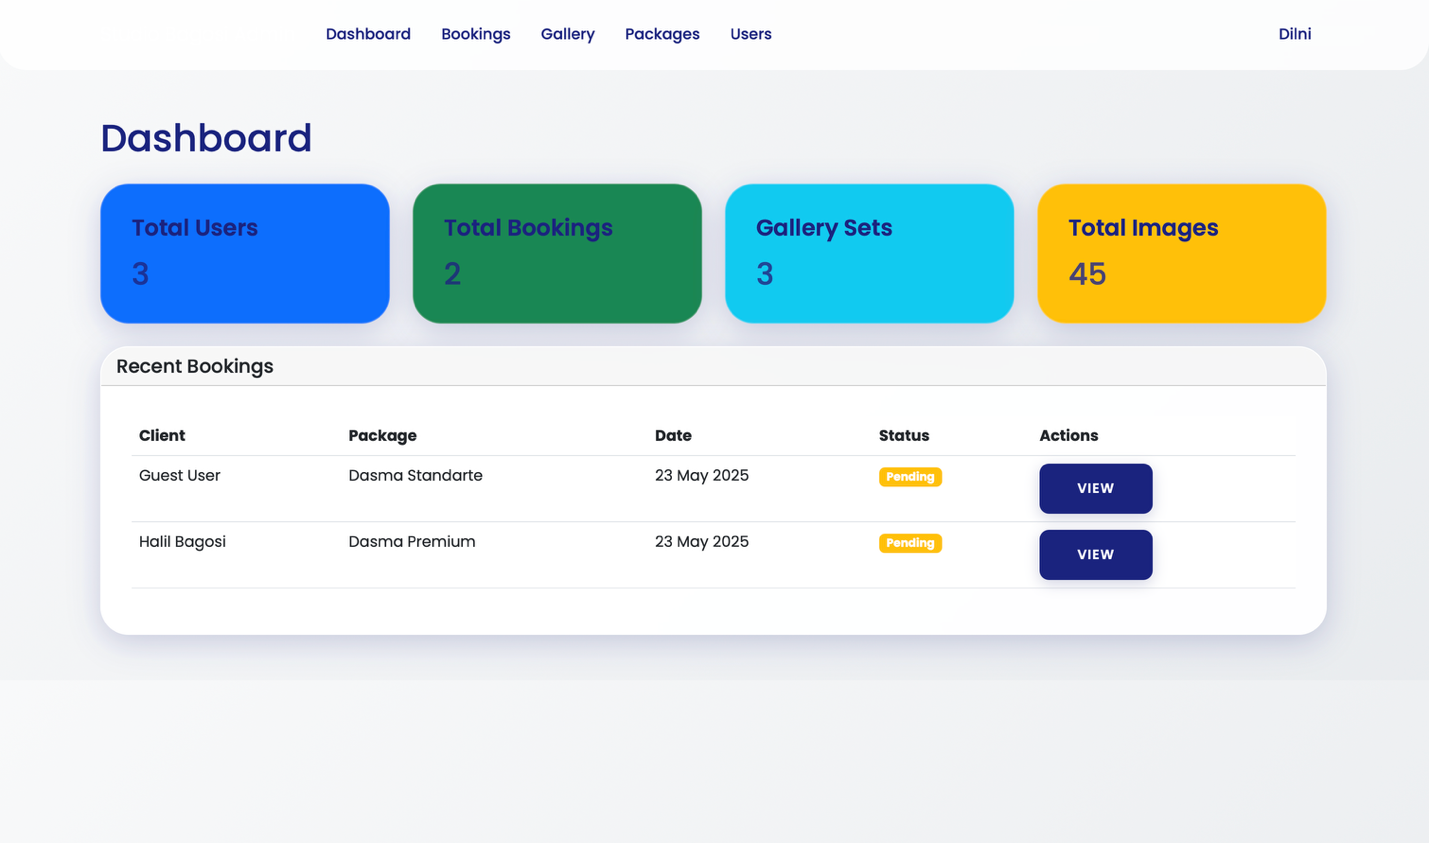 Dashboard Bookings Gallery Packages Users Dilni
Dashboard
Total Users Total Bookings Gallery Sets Total Images
3 2 3 45
Recent Bookings
Client Package Date Status Actions
Guest User Dasma Standarte 23 May 2025 Pending VIEW
Halil Bagosi Dasma Premium 23 May 2025 Pending VIEW